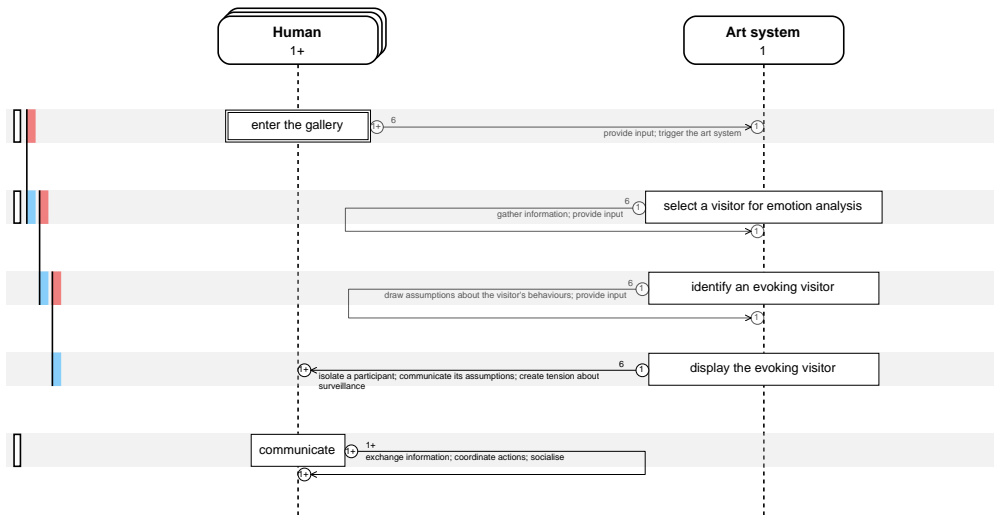 Human
1+
Art system
1
enter the gallery
1+
6
provide input; trigger the art system
1
6
gather information; provide input
1
select a visitor for emotion analysis
1
6
draw assumptions about the visitor's behaviours; provide input
1
identify an evoking visitor
1
1+
6
isolate a participant; communicate its assumptions; create tension about
surveillance
1
display the evoking visitor
communicate
1+
1+
exchange information; coordinate actions; socialise
1+